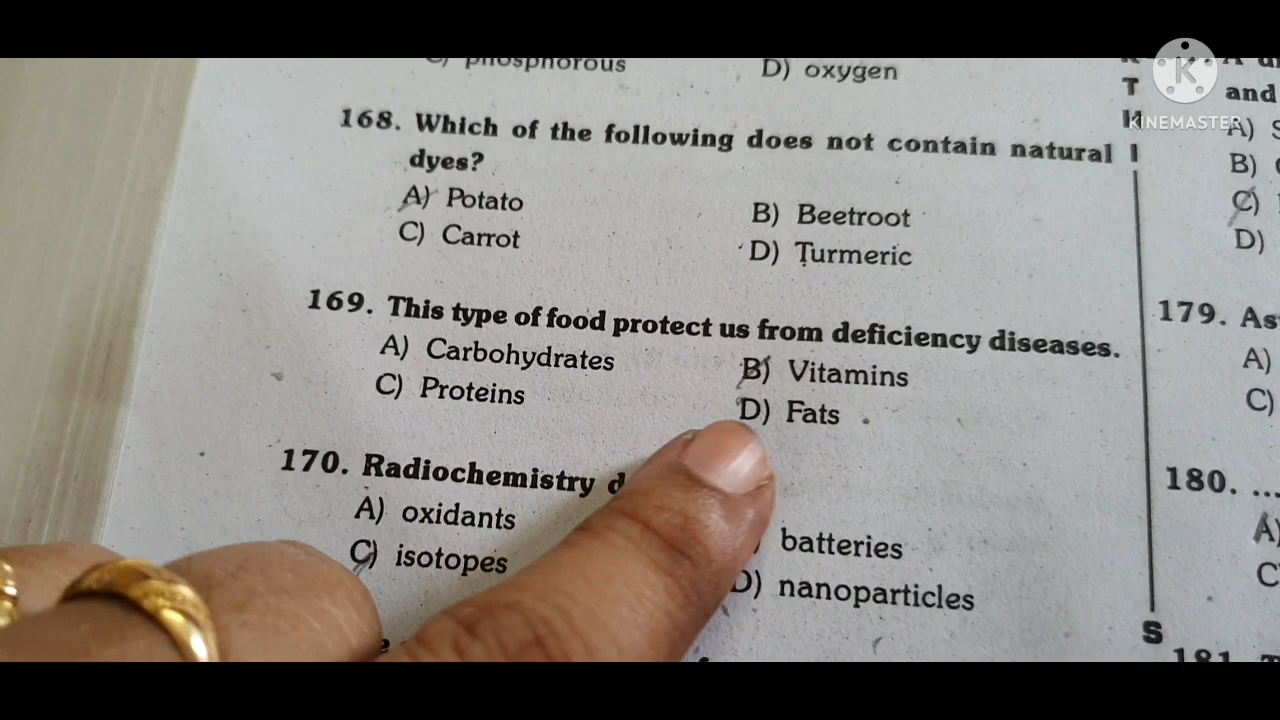 C) phosphorous
D) oxygen
168. Which of the following does not contain natural
dyes?
A) Potato
B) Beetroot
C) Carrot
D) Turmeric
169. This type of food protect us from deficiency diseases.
A) Carbohydrates
B) Vitamins
C) Proteins
D) Fats
170. Radiochemistry d
A) oxidants
batteries
C) isotopes
D) nanoparticles
K
T
I
S
and
A) S
B)
C)
D)
179. As
A)
C)
180. ...
A)
C
181.
KINEMASTER